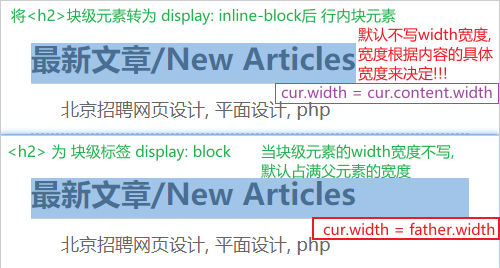 将<h2>块级元素转为 display: inline-block后 行内块元素
默认不写width宽度,
宽度根据内容的具体
宽度来决定!!!
最新文章/New Articles
cur.width = cur.content.width
北京招聘网页设计, 平面设计, php
<h2> 为 块级标签 display: block
当块级元素的width宽度不写,
默认占满父元素的宽度
最新文章/New Articles
cur.width = father.width
北京招聘网页设计, 平面设计, php